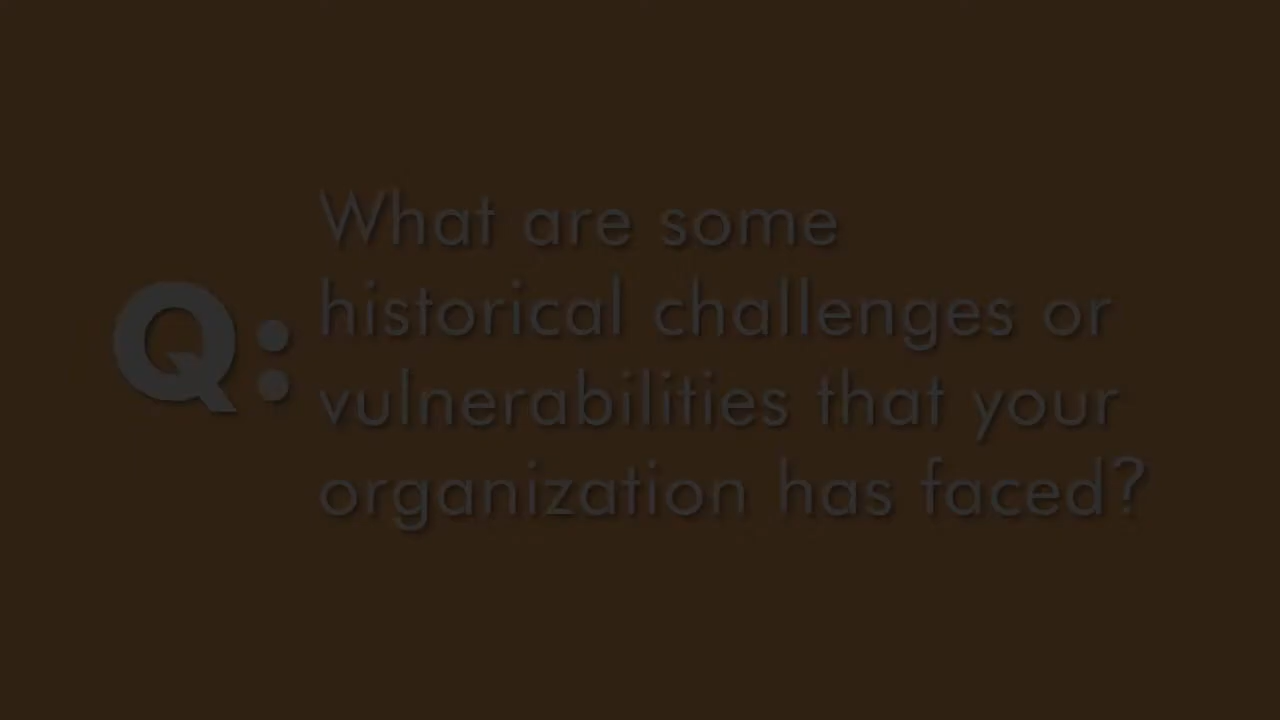 Q:
What are some
historical challenges or
vulnerabilities that your
organization has faced?